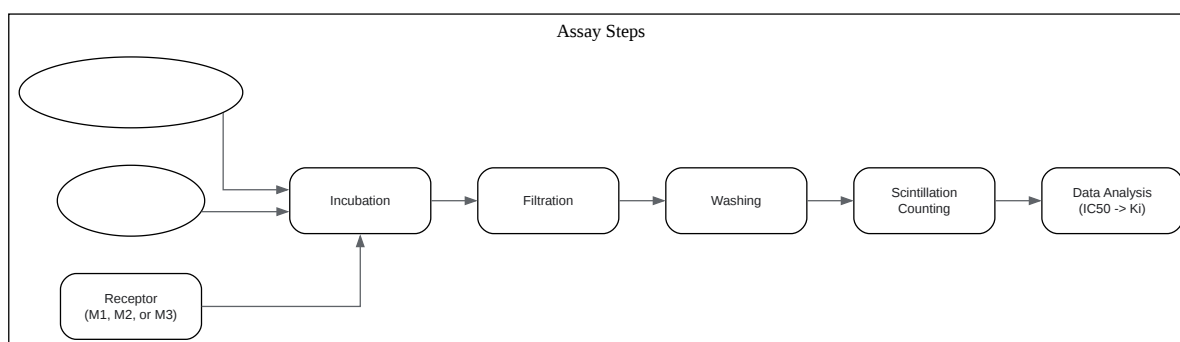 Assay Steps
Incubation
Filtration
Washing
Scintillation
Counting
Data Analysis
(IC50 -> Ki)
Receptor
(M1, M2, or M3)